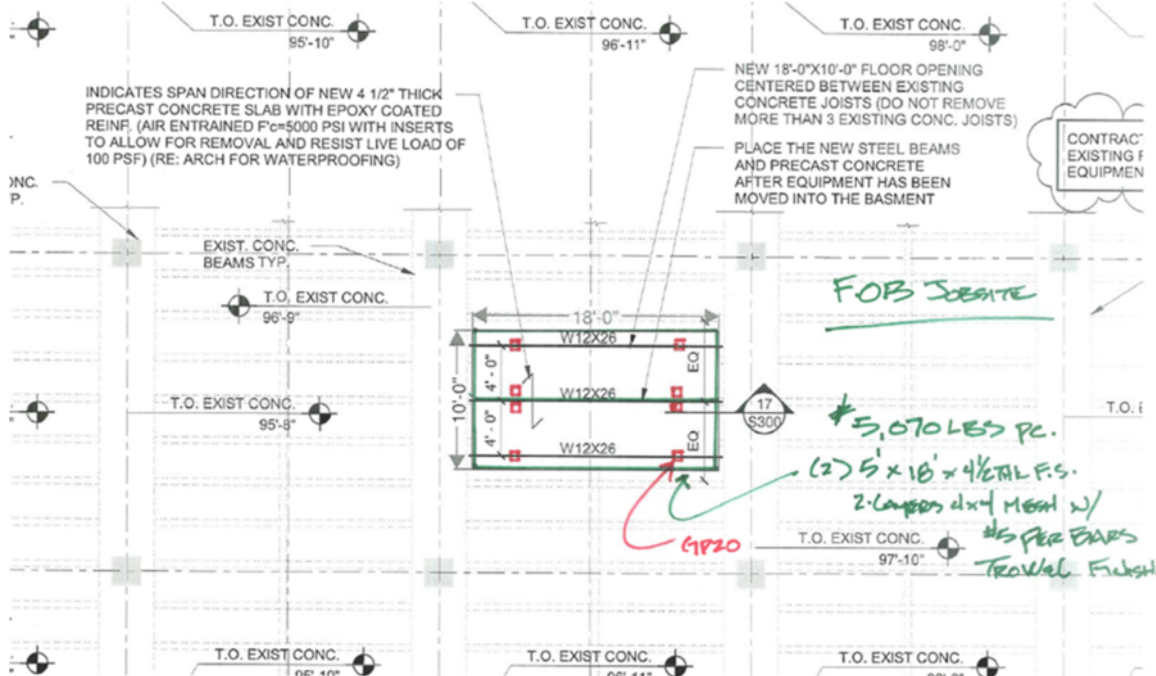 T.O. EXIST CONC.
95'-10"
T.O. EXIST CONC.
96'-11"
T.O. EXIST CONC.
98'-0"
INDICATES SPAN DIRECTION OF NEW 4 1/2" THICK
PRECAST CONCRETE SLAB WITH EPOXY COATED
REINF. (AIR ENTRAINED F'c=5000 PSI WITH INSERTS
TO ALLOW FOR REMOVAL AND RESIST LIVE LOAD OF
100 PSF) (RE: ARCH FOR WATERPROOFING)
NEW 18'-0"X10'-0" FLOOR OPENING
CENTERED BETWEEN EXISTING
CONCRETE JOISTS (DO NOT REMOVE
MORE THAN 3 EXISTING CONC. JOISTS)
PLACE THE NEW STEEL BEAMS
AND PRECAST CONCRETE
AFTER EQUIPMENT HAS BEEN
MOVED INTO THE BASMENT
CONTRAC
EXISTING
EQUIPMEN
ONC.
P.
EXIST. CONC.
BEAMS TYP.
T.O. EXIST CONC.
96'-9"
FOB JOBSITE
18'-0"
W12X26
EQ
4' - 0"
10'-0"
W12X26
4' - 0"
EQ
W12X26
T.O. EXIST CONC.
95'-8"
17
S300
T.O.
5,070 LBS PC.
(2) 5' x 18' x 4½" F.S.
2-LAYERS 4x4 MESH W/
#5 PER BARS
TROWEL FINISH
GP20
T.O. EXIST CONC.
97'-10"
T.O. EXIST CONC.
T.O. EXIST CONC.
T.O. EXIST CONC.